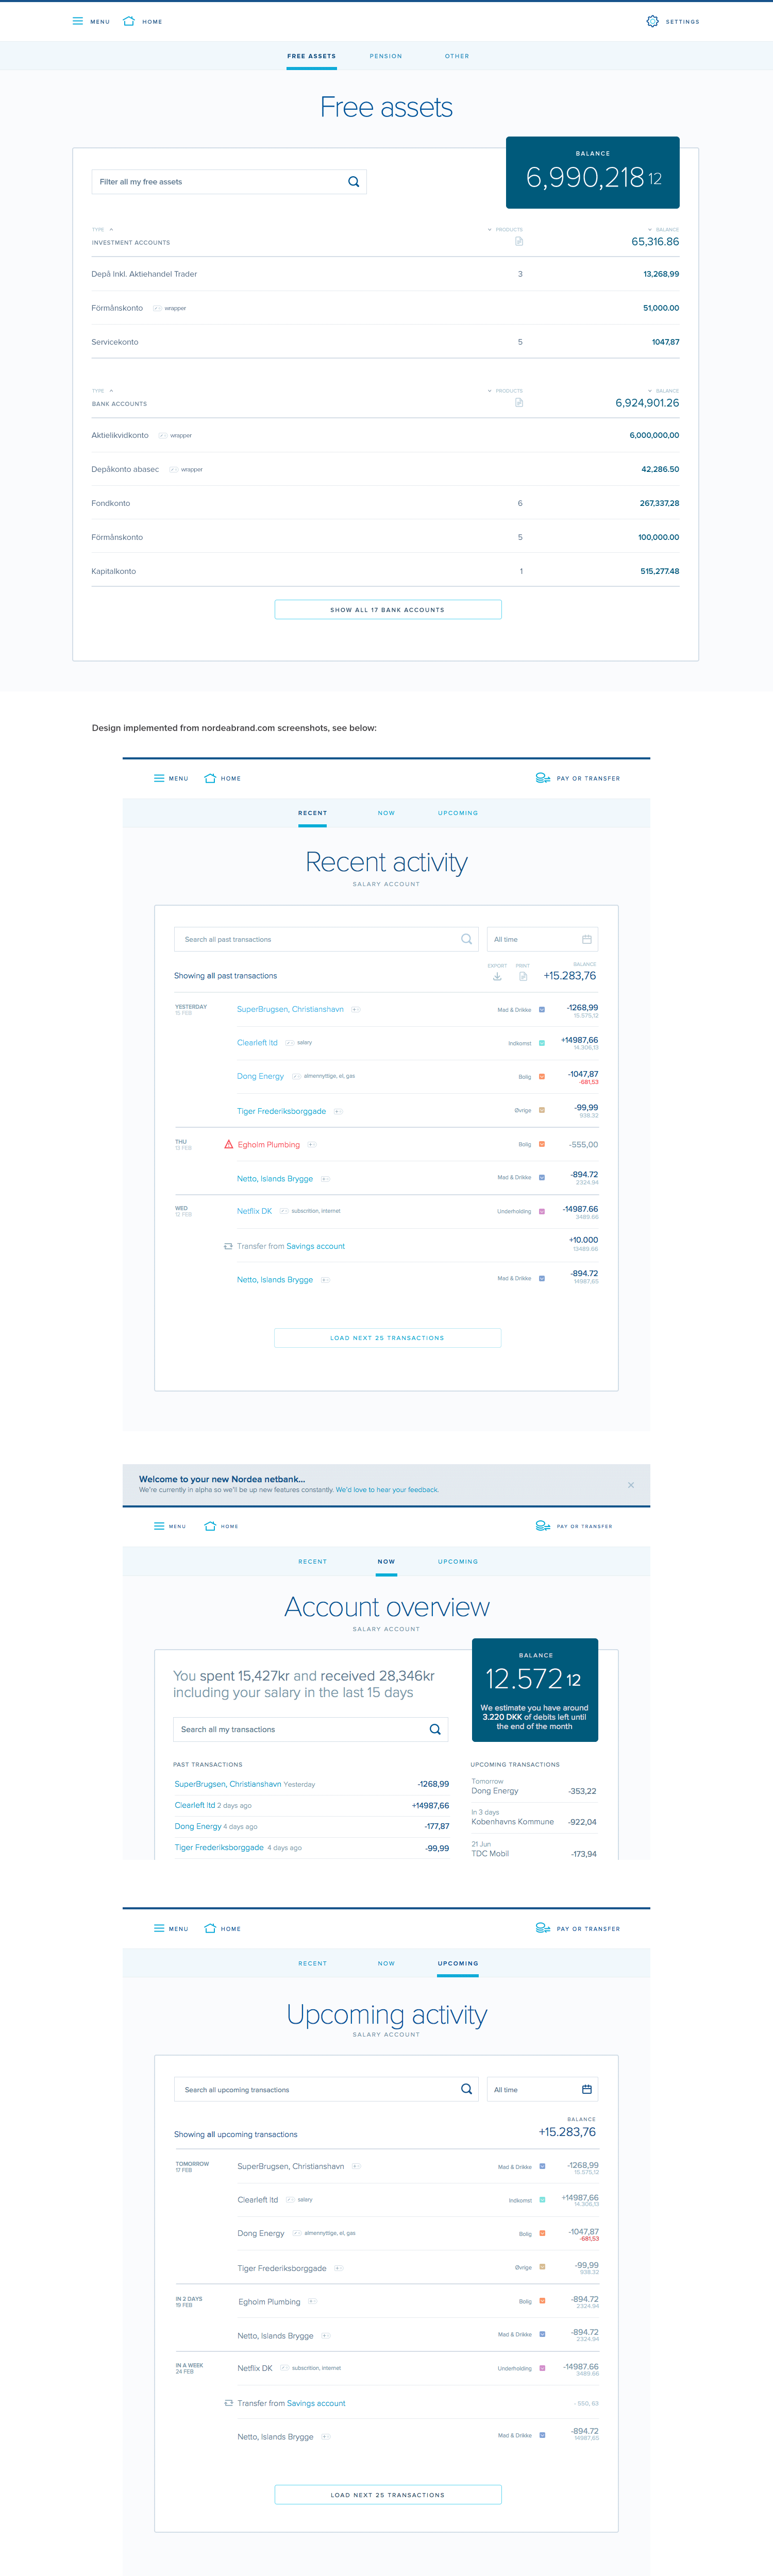 MENU HOME SETTINGS
FREE ASSETS PENSION OTHER
Free assets
BALANCE
6,990,218 12
Filter all my free assets
TYPE PRODUCTS BALANCE
INVESTMENT ACCOUNTS 65,316.86
Depå Inkl. Aktiehandel Trader 3 13,268,99
Förmånskonto wrapper 51,000.00
Servicekonto 5 1047,87
TYPE PRODUCTS BALANCE
BANK ACCOUNTS 6,924,901.26
Aktielikvidkonto wrapper 6,000,000,00
Depåkonto abasec wrapper 42,286.50
Fondkonto 6 267,337,28
Förmånskonto 5 100,000.00
Kapitalkonto 1 515,277.48
SHOW ALL 17 BANK ACCOUNTS
Design implemented from nordeabrand.com screenshots, see below:
MENU HOME PAY OR TRANSFER
RECENT NOW UPCOMING
Recent activity
SALARY ACCOUNT
Search all past transactions All time
EXPORT PRINT BALANCE
Showing all past transactions +15.283,76
YESTERDAY SuperBrugsen, Christianshavn Mad & Drikke -1268,99
15 FEB 15.575,12
Clearleft ltd salary Indkomst +14987,66
14.306,13
Dong Energy almennyttige, el, gas Bolig -1047,87
-681,53
Tiger Frederiksborggade Øvrige -99,99
938.32
THU Egholm Plumbing Bolig -555,00
13 FEB
Netto, Islands Brygge Mad & Drikke -894.72
2324.94
WED Netflix DK subscrition, internet Underholding -14987.66
12 FEB 3489.66
Transfer from Savings account +10.000
13489.66
Netto, Islands Brygge Mad & Drikke -894.72
14987,65
LOAD NEXT 25 TRANSACTIONS
Welcome to your new Nordea netbank...
We're currently in alpha so we'll be up new features constantly. We'd love to hear your feedback.
MENU HOME PAY OR TRANSFER
RECENT NOW UPCOMING
Account overview
SALARY ACCOUNT
You spent 15,427kr and received 28,346kr
including your salary in the last 15 days
BALANCE
12.572 12
We estimate you have around
3.220 DKK of debits left until
the end of the month
Search all my transactions
PAST TRANSACTIONS
SuperBrugsen, Christianshavn Yesterday -1268,99
Clearleft ltd 2 days ago +14987,66
Dong Energy 4 days ago -177,87
Tiger Frederiksborggade 4 days ago -99,99
UPCOMING TRANSACTIONS
Tomorrow
Dong Energy -353,22
In 3 days
Kobenhavns Kommune -922,04
21 Jun
TDC Mobil -173,94
MENU HOME PAY OR TRANSFER
RECENT NOW UPCOMING
Upcoming activity
SALARY ACCOUNT
Search all upcoming transactions All time
BALANCE
Showing all upcoming transactions +15.283,76
TOMORROW SuperBrugsen, Christianshavn Mad & Drikke -1268,99
17 FEB 15.575,12
Clearleft ltd salary Indkomst +14987,66
14.306,13
Dong Energy almennyttige, el, gas Bolig -1047,87
-681,53
Tiger Frederiksborggade Øvrige -99,99
938.32
IN 2 DAYS Egholm Plumbing Bolig -894.72
19 FEB 2324.94
Netto, Islands Brygge Mad & Drikke -894.72
2324.94
IN A WEEK Netflix DK subscrition, internet Underholding -14987.66
24 FEB 3489.66
Transfer from Savings account - 550, 63
Netto, Islands Brygge Mad & Drikke -894.72
14987,65
LOAD NEXT 25 TRANSACTIONS